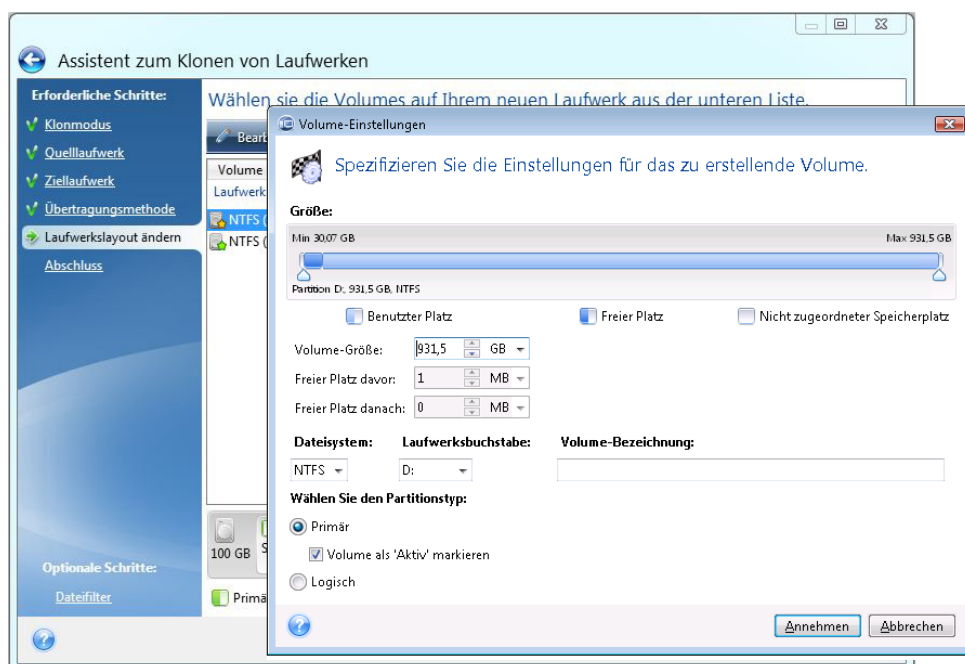 Assistent zum Klonen von Laufwerken
Erforderliche Schritte:
Klonmodus
Quelllaufwerk
Ziellaufwerk
Übertragungsmethode
Laufwerkslayout ändern
Abschluss
Optionale Schritte:
Dateifilter
Wählen sie die Volumes auf Ihrem neuen Laufwerk aus der unteren Liste.
Volume
Laufwerk
NTFS (
NTFS (
100 GB
Volume-Einstellungen
Spezifizieren Sie die Einstellungen für das zu erstellende Volume.
Größe:
Min 30,07 GB Max 931,5 GB
Partition D:, 931,5 GB, NTFS
Benutzter Platz Freier Platz Nicht zugeordneter Speicherplatz
Volume-Größe: 931,5 GB
Freier Platz davor: 1 MB
Freier Platz danach: 0 MB
Dateisystem: Laufwerksbuchstabe: Volume-Bezeichnung:
NTFS D:
Wählen Sie den Partitionstyp:
Primär
Volume als 'Aktiv' markieren
Logisch
Annehmen Abbrechen